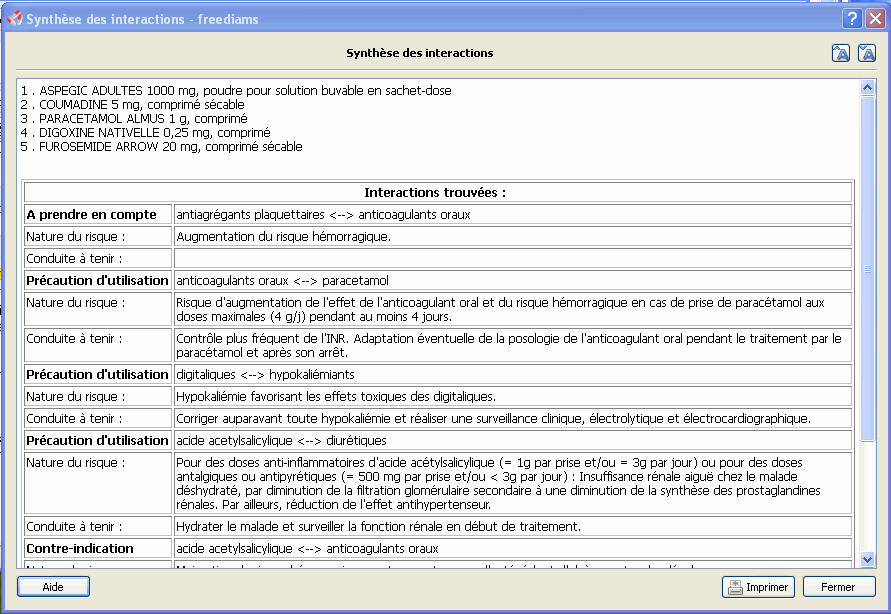 Synthèse des interactions - freediams
Synthèse des interactions
1 . ASPEGIC ADULTES 1000 mg, poudre pour solution buvable en sachet-dose
2 . COUMADINE 5 mg, comprimé sécable
3 . PARACETAMOL ALMUS 1 g, comprimé
4 . DIGOXINE NATIVELLE 0,25 mg, comprimé
5 . FUROSEMIDE ARROW 20 mg, comprimé sécable
Interactions trouvées :
A prendre en compte antiagrégants plaquettaires <--> anticoagulants oraux
Nature du risque : Augmentation du risque hémorragique.
Conduite à tenir :
Précaution d'utilisation anticoagulants oraux <--> paracetamol
Nature du risque : Risque d'augmentation de l'effet de l'anticoagulant oral et du risque hémorragique en cas de prise de paracétamol aux
doses maximales (4 g/j) pendant au moins 4 jours.
Conduite à tenir : Contrôle plus fréquent de l'INR. Adaptation éventuelle de la posologie de l'anticoagulant oral pendant le traitement par le
paracétamol et après son arrêt.
Précaution d'utilisation digitaliques <--> hypokaliémiants
Nature du risque : Hypokaliémie favorisant les effets toxiques des digitaliques.
Conduite à tenir : Corriger auparavant toute hypokaliémie et réaliser une surveillance clinique, électrolytique et électrocardiographique.
Précaution d'utilisation acide acetylsalicylique <--> diurétiques
Nature du risque : Pour des doses anti-inflammatoires d'acide acétylsalicylique (= 1g par prise et/ou = 3g par jour) ou pour des doses
antalgiques ou antipyrétiques (= 500 mg par prise et/ou < 3g par jour) : Insuffisance rénale aiguë chez le malade
déshydraté, par diminution de la filtration glomérulaire secondaire à une diminution de la synthèse des prostaglandines
rénales. Par ailleurs, réduction de l'effet antihypertenseur.
Conduite à tenir : Hydrater le malade et surveiller la fonction rénale en début de traitement.
Contre-indication acide acetylsalicylique <--> anticoagulants oraux
Aide Imprimer Fermer